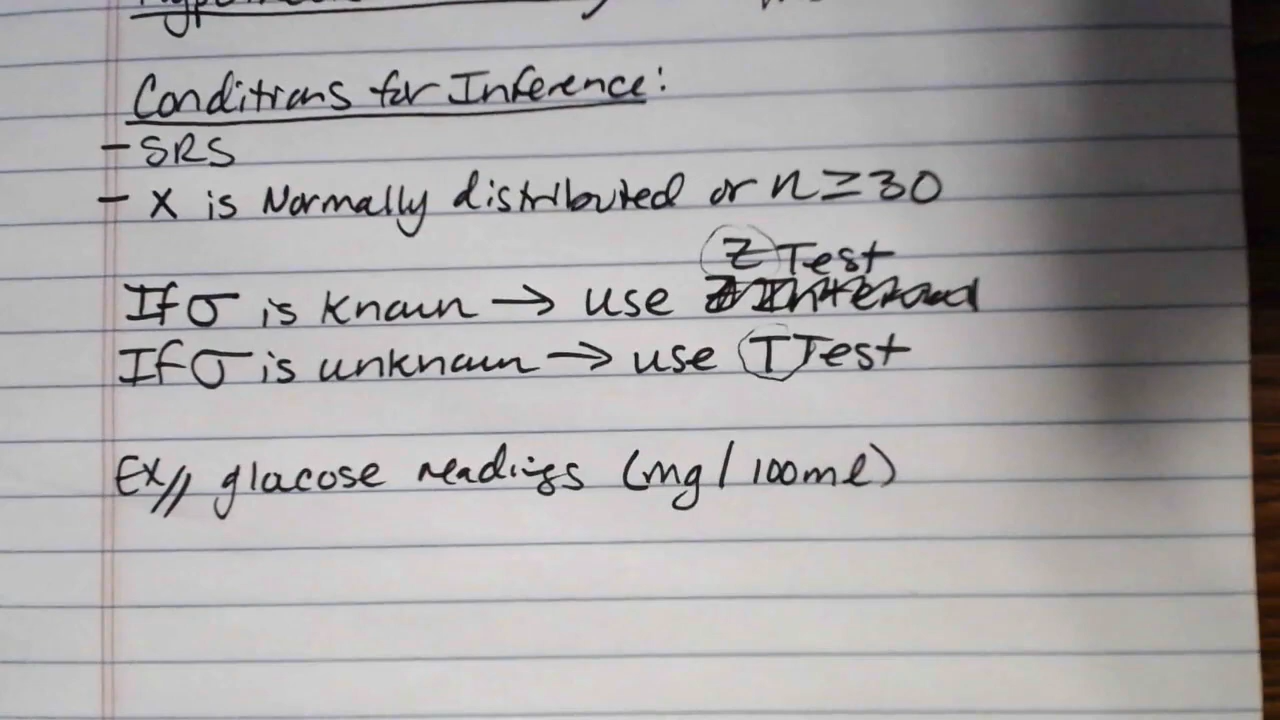 Conditions for Inference:
- SRS
- X is Normally distributed or n ≥ 30
Z Test
If σ is known → use
If σ is unknown → use T Test
Ex// glucose readings (mg/100ml)